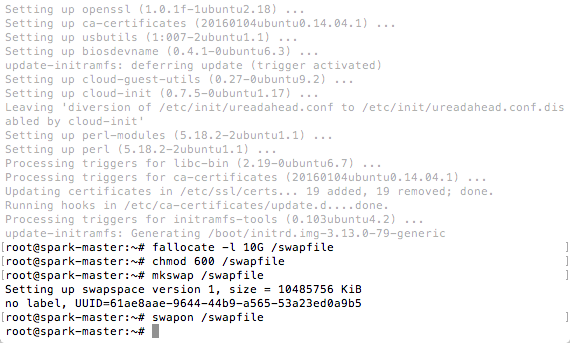 Setting up openssl (1.0.1f-1ubuntu2.18) ...
Setting up ca-certificates (20160104ubuntu0.14.04.1) ...
Setting up usbutils (1:007-2ubuntu1.1) ...
Setting up biosdevname (0.4.1-0ubuntu6.3) ...
update-initramfs: deferring update (trigger activated)
Setting up cloud-guest-utils (0.27-0ubuntu9.2) ...
Setting up cloud-init (0.7.5-0ubuntu1.17) ...
Leaving 'diversion of /etc/init/ureadahead.conf to /etc/init/ureadahead.conf.dis
abled by cloud-init'
Setting up perl-modules (5.18.2-2ubuntu1.1) ...
Setting up perl (5.18.2-2ubuntu1.1) ...
Processing triggers for libc-bin (2.19-0ubuntu6.7) ...
Processing triggers for ca-certificates (20160104ubuntu0.14.04.1) ...
Updating certificates in /etc/ssl/certs... 19 added, 19 removed; done.
Running hooks in /etc/ca-certificates/update.d....done.
Processing triggers for initramfs-tools (0.103ubuntu4.2) ...
update-initramfs: Generating /boot/initrd.img-3.13.0-79-generic
[root@spark-master:~# fallocate -l 10G /swapfile ]
[root@spark-master:~# chmod 600 /swapfile ]
[root@spark-master:~# mkswap /swapfile ]
Setting up swapspace version 1, size = 10485756 KiB
no label, UUID=61ae8aae-9644-44b9-a565-53a23ed0a9b5
[root@spark-master:~# swapon /swapfile ]
root@spark-master:~#